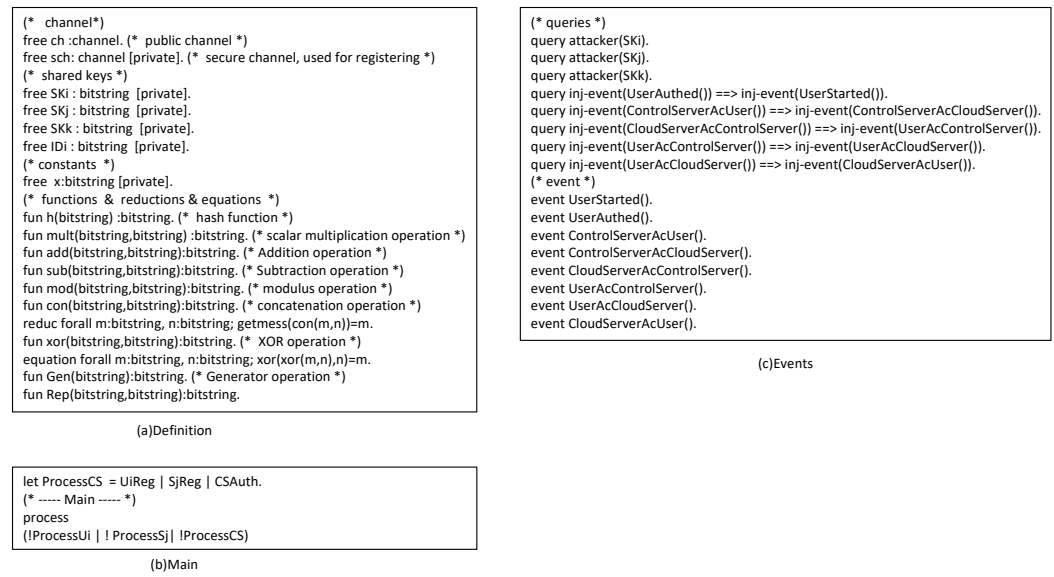 (*   channel*)
free ch :channel. (*  public channel *)
free sch: channel [private]. (*  secure channel, used for registering *)
(*  shared keys *)
free SKi : bitstring  [private].
free SKj : bitstring  [private].
free SKk : bitstring  [private].
free IDi : bitstring  [private].
(* constants  *)
free  x:bitstring [private].
(*  functions  &  reductions & equations  *)
fun h(bitstring) :bitstring. (*  hash function *)
fun mult(bitstring,bitstring) :bitstring. (* scalar multiplication operation *)
fun add(bitstring,bitstring):bitstring. (* Addition operation *)
fun sub(bitstring,bitstring):bitstring. (* Subtraction operation *)
fun mod(bitstring,bitstring):bitstring. (* modulus operation *)
fun con(bitstring,bitstring):bitstring. (* concatenation operation *)
reduc forall m:bitstring, n:bitstring; getmess(con(m,n))=m.
fun xor(bitstring,bitstring):bitstring. (*  XOR operation *)
equation forall m:bitstring, n:bitstring; xor(xor(m,n),n)=m.
fun Gen(bitstring):bitstring. (* Generator operation *)
fun Rep(bitstring,bitstring):bitstring.
(a)Definition
let ProcessCS  = UiReg | SjReg | CSAuth.
(* ----- Main ----- *)
process
(!ProcessUi | ! ProcessSj| !ProcessCS)
(b)Main
(* queries *)
query attacker(SKi).
query attacker(SKj).
query attacker(SKk).
query inj-event(UserAuthed()) ==> inj-event(UserStarted()).
query inj-event(ControlServerAcUser()) ==> inj-event(ControlServerAcCloudServer()).
query inj-event(CloudServerAcControlServer()) ==> inj-event(UserAcControlServer()).
query inj-event(UserAcControlServer()) ==> inj-event(UserAcCloudServer()).
query inj-event(UserAcCloudServer()) ==> inj-event(CloudServerAcUser()).
(* event *)
event UserStarted().
event UserAuthed().
event ControlServerAcUser().
event ControlServerAcCloudServer().
event CloudServerAcControlServer().
event UserAcControlServer().
event UserAcCloudServer().
event CloudServerAcUser().
(c)Events